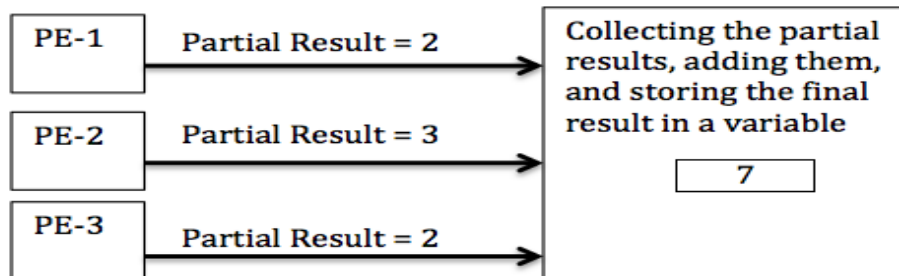 PE-1
Partial Result = 2
PE-2
Partial Result = 3
PE-3
Partial Result = 2
Collecting the partial
results, adding them,
and storing the final
result in a variable
7